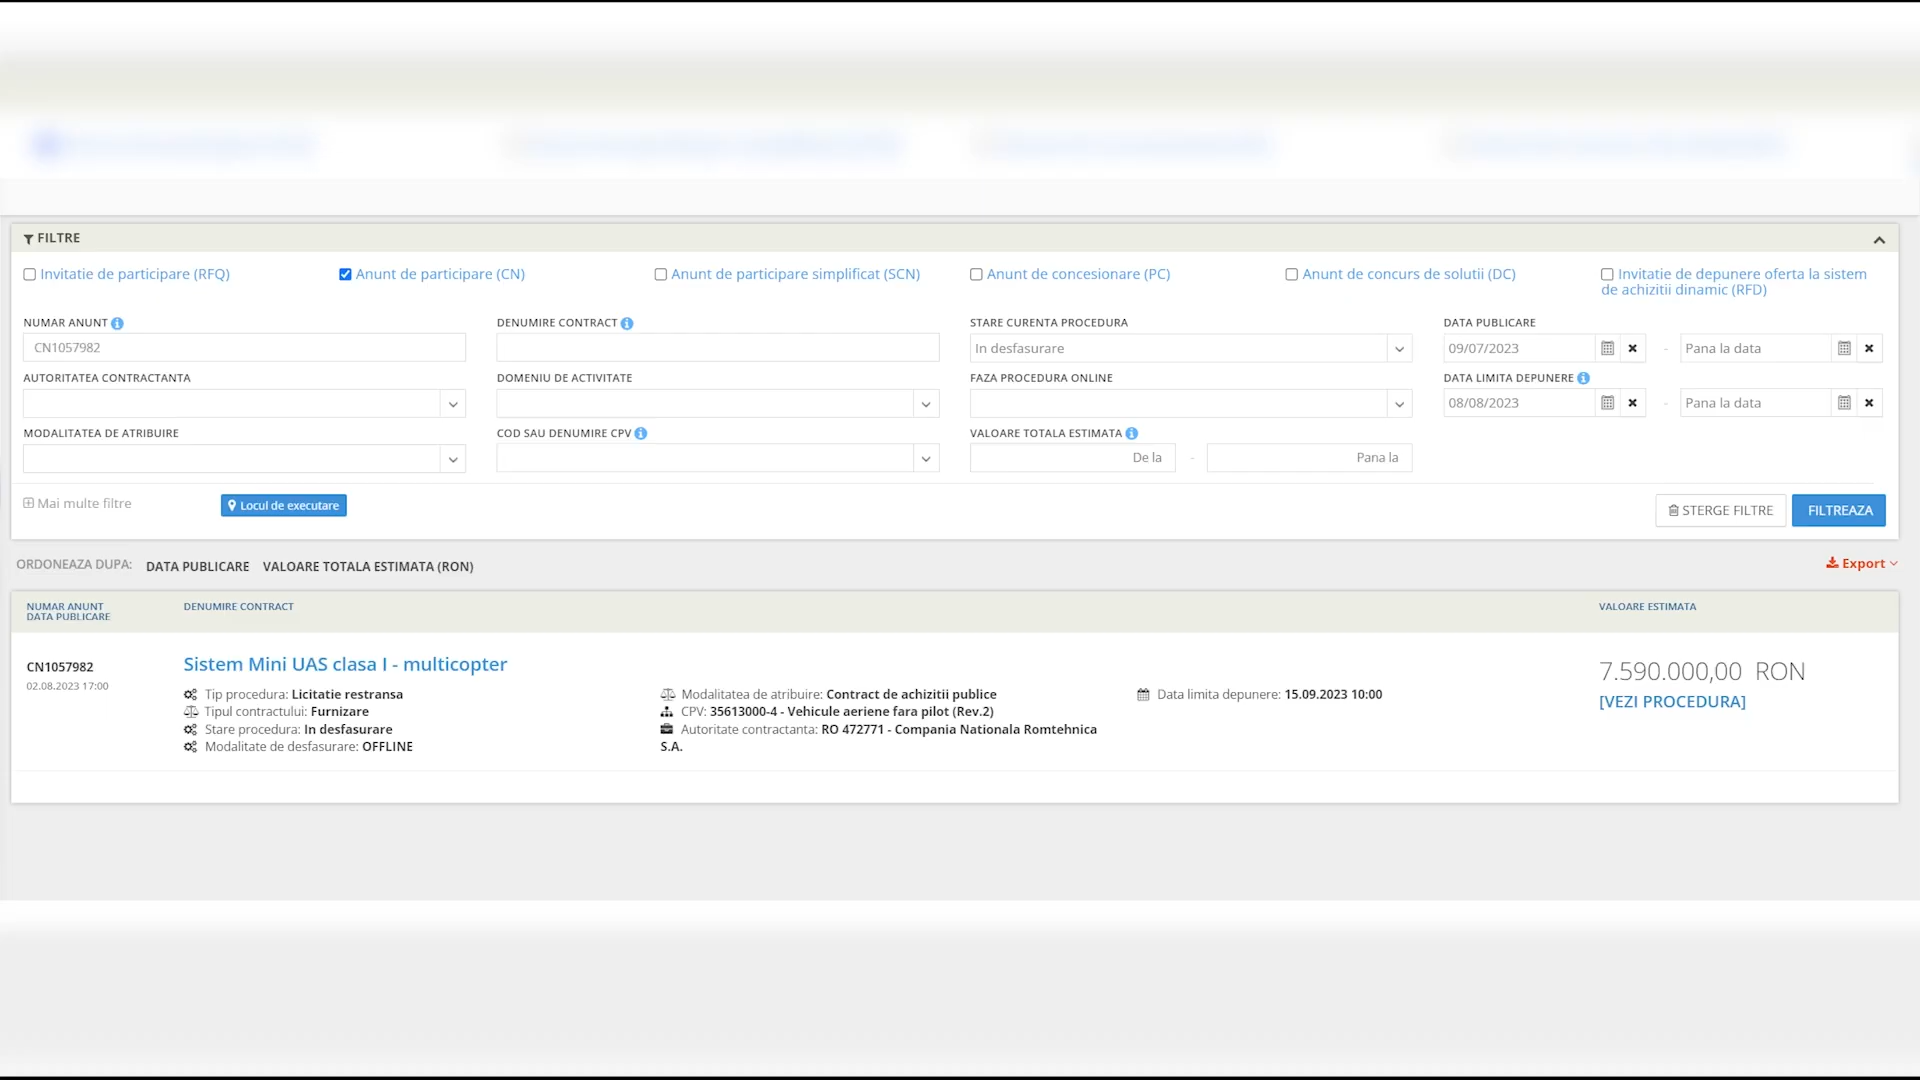 FILTRE
Invitatie de participare (RFQ)
Anunt de participare (CN)
Anunt de participare simplificat (SCN)
Anunt de concesionare (PC)
Anunt de concurs de solutii (DC)
Invitatie de depunere oferta la sistem
de achizitii dinamic (RFD)
NUMAR ANUNT
DENUMIRE CONTRACT
STARE CURENTA PROCEDURA
DATA PUBLICARE
CN1057982
In desfasurare
09/07/2023 - Pana la data
AUTORITATEA CONTRACTANTA
DOMENIU DE ACTIVITATE
FAZA PROCEDURA ONLINE
DATA LIMITA DEPUNERE
08/08/2023 - Pana la data
MODALITATEA DE ATRIBUIRE
COD SAU DENUMIRE CPV
VALOARE TOTALA ESTIMATA
De la - Pana la
Mai multe filtre
Locul de executare
STERGE FILTRE
FILTREAZA
ORDONEAZA DUPA: DATA PUBLICARE VALOARE TOTALA ESTIMATA (RON)
Export
NUMAR ANUNT
DATA PUBLICARE
DENUMIRE CONTRACT
VALOARE ESTIMATA
CN1057982
02.08.2023 17:00
Sistem Mini UAS clasa I - multicopter
Tip procedura: Licitatie restransa
Tipul contractului: Furnizare
Stare procedura: In desfasurare
Modalitate de desfasurare: OFFLINE
Modalitatea de atribuire: Contract de achizitii publice
CPV: 35613000-4 - Vehicule aeriene fara pilot (Rev.2)
Autoritate contractanta: RO 472771 - Compania Nationala Romtehnica
S.A.
Data limita depunere: 15.09.2023 10:00
7.590.000,00 RON
[VEZI PROCEDURA]